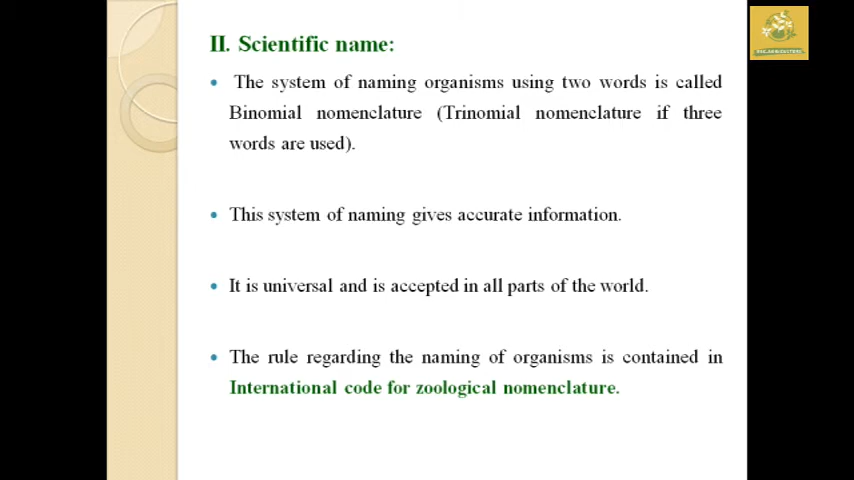 II. Scientific name:
• The system of naming organisms using two words is called
Binomial nomenclature (Trinomial nomenclature if three
words are used).
• This system of naming gives accurate information.
• It is universal and is accepted in all parts of the world.
• The rule regarding the naming of organisms is contained in
International code for zoological nomenclature.